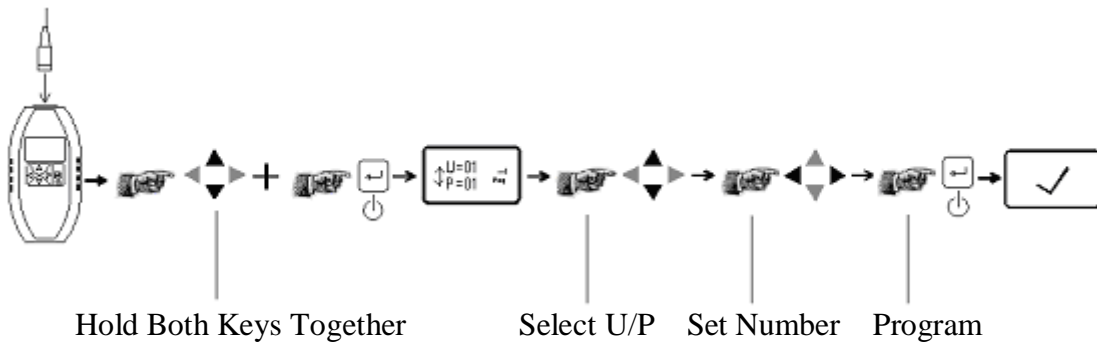 U=01
P=01
Hold Both Keys Together
Select U/P
Set Number
Program